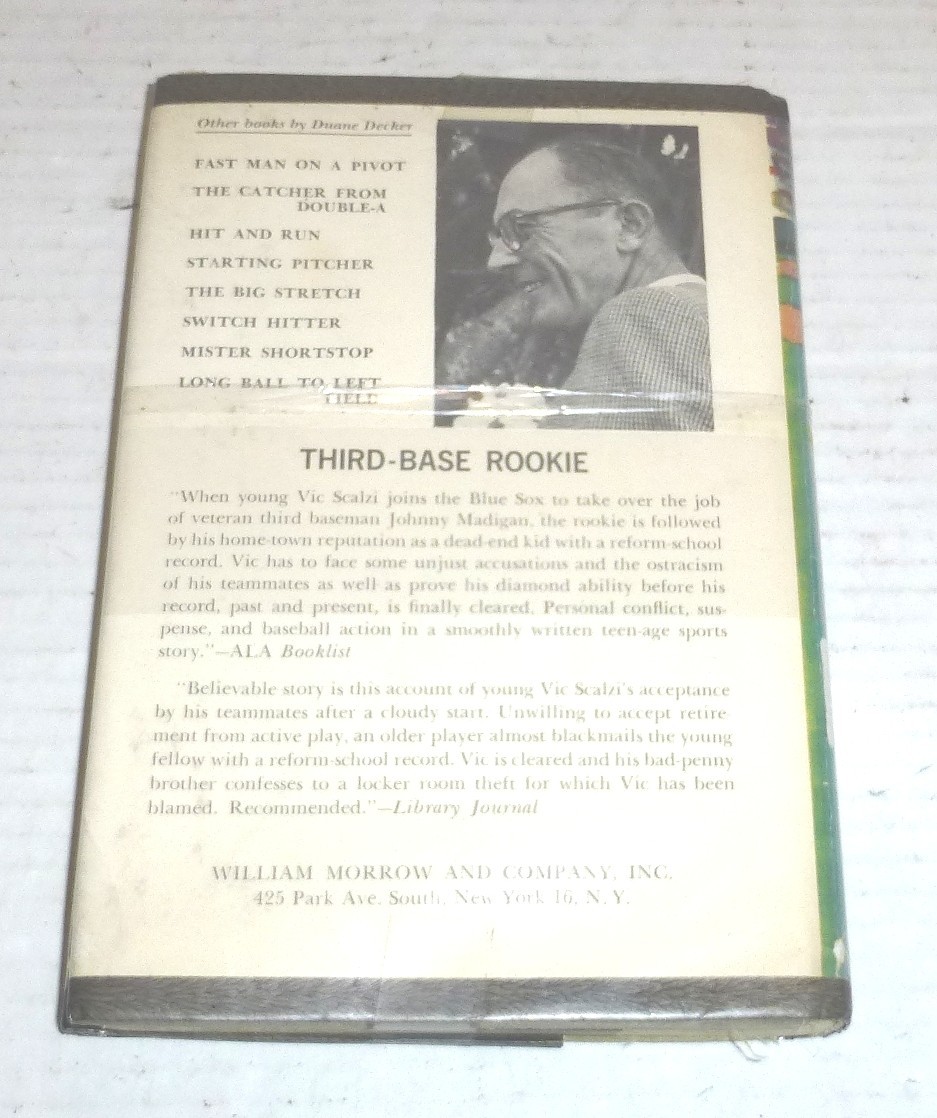 Other books by Duane Decker
FAST MAN ON A PIVOT
THE CATCHER FROM
DOUBLE-A
HIT AND RUN
STARTING PITCHER
THE BIG STRETCH
SWITCH HITTER
MISTER SHORTSTOP
LONG BALL TO LEFT
FIELD
THIRD-BASE ROOKIE
"When young Vic Scalzi joins the Blue Sox to take over the job
of veteran third baseman Johnny Madigan, the rookie is followed
by his home-town reputation as a dead-end kid with a reform-school
record. Vic has to face some unjust accusations and the ostracism
of his teammates as well as prove his diamond ability before his
record, past and present, is finally cleared. Personal conflict, sus-
pense, and baseball action in a smoothly written teen-age sports
story."—ALA Booklist
"Believable story is this account of young Vic Scalzi's acceptance
by his teammates after a cloudy start. Unwilling to accept retire-
ment from active play, an older player almost blackmails the young
fellow with a reform-school record. Vic is cleared and his bad-penny
brother confesses to a locker room theft for which Vic has been
blamed. Recommended."—Library Journal
WILLIAM MORROW AND COMPANY, INC.
425 Park Ave. South, New York 16, N. Y.